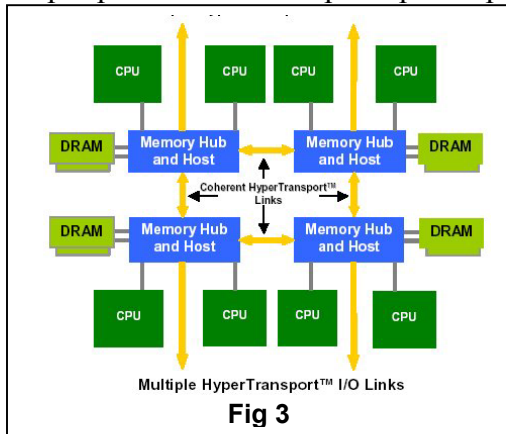 CPU CPU CPU CPU
DRAM Memory Hub and Host Memory Hub and Host DRAM
Coherent HyperTransport™
Links
DRAM Memory Hub and Host Memory Hub and Host DRAM
CPU CPU CPU CPU
Multiple HyperTransport™ I/O Links
Fig 3